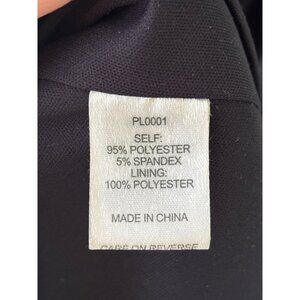 PL0001
SELF:
95% POLYESTER
5% SPANDEX
LINING:
100% POLYESTER
MADE IN CHINA
CARE ON REVERSE